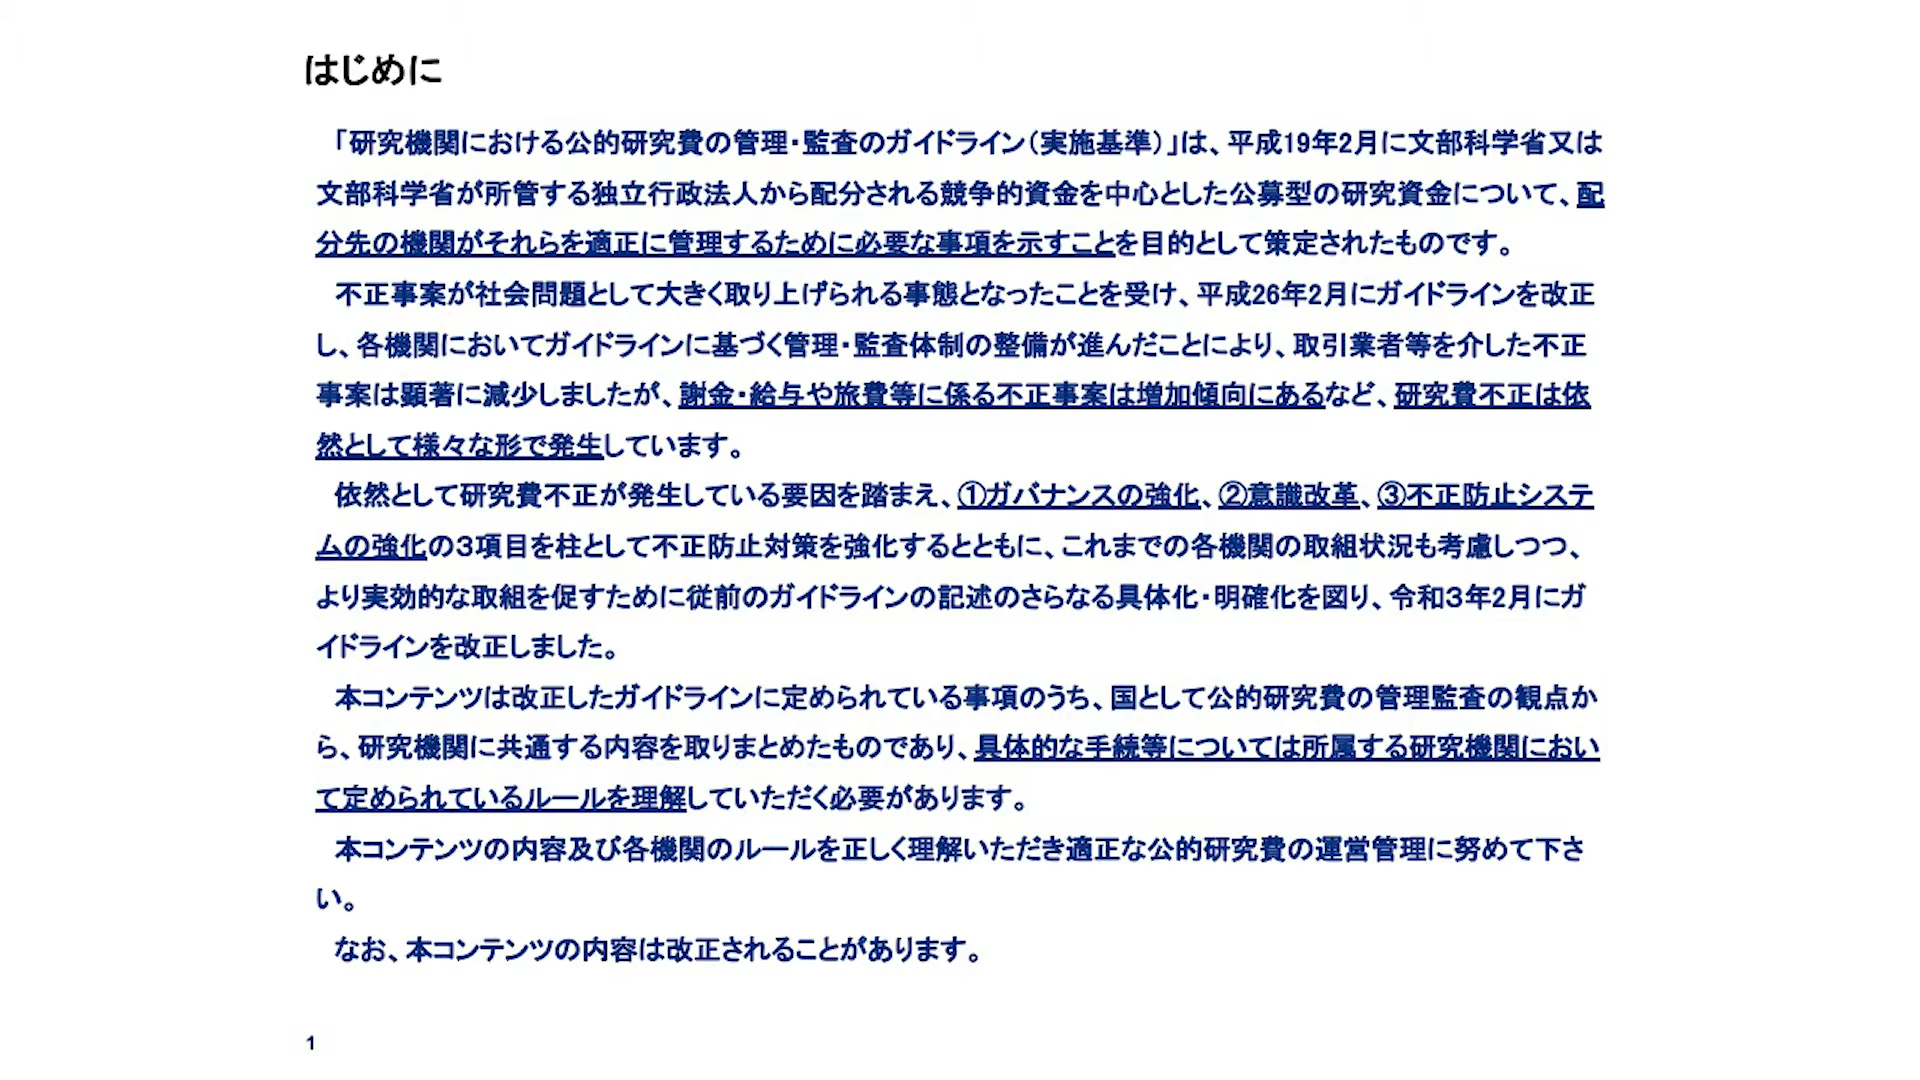 はじめに
「研究機関における公的研究費の管理・監査のガイドライン（実施基準）」は、平成19年2月に文部科学省又は
文部科学省が所管する独立行政法人から配分される競争的資金を中心とした公募型の研究資金について、配
分先の機関がそれらを適正に管理するために必要な事項を示すことを目的として策定されたものです。
不正事案が社会問題として大きく取り上げられる事態となったことを受け、平成26年2月にガイドラインを改正
し、各機関においてガイドラインに基づく管理・監査体制の整備が進んだことにより、取引業者等を介した不正
事案は顕著に減少しましたが、謝金・給与や旅費等に係る不正事案は増加傾向にあるなど、研究費不正は依
然として様々な形で発生しています。
依然として研究費不正が発生している要因を踏まえ、①ガバナンスの強化、②意識改革、③不正防止システ
ムの強化の３項目を柱として不正防止対策を強化するとともに、これまでの各機関の取組状況も考慮しつつ、
より実効的な取組を促すために従前のガイドラインの記述のさらなる具体化・明確化を図り、令和３年2月にガ
イドラインを改正しました。
本コンテンツは改正したガイドラインに定められている事項のうち、国として公的研究費の管理監査の観点か
ら、研究機関に共通する内容を取りまとめたものであり、具体的な手続等については所属する研究機関におい
て定められているルールを理解していただく必要があります。
本コンテンツの内容及び各機関のルールを正しく理解いただき適正な公的研究費の運営管理に努めて下さ
い。
なお、本コンテンツの内容は改正されることがあります。
1